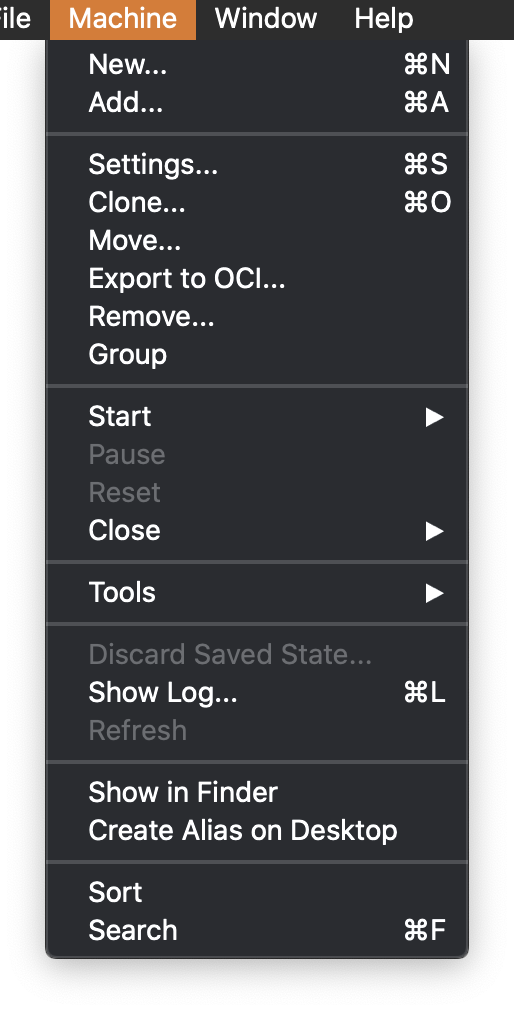 File Machine Window Help
New... ⌘N
Add... ⌘A
Settings... ⌘S
Clone... ⌘O
Move...
Export to OCI...
Remove...
Group
Start ▶
Pause
Reset
Close ▶
Tools ▶
Discard Saved State...
Show Log... ⌘L
Refresh
Show in Finder
Create Alias on Desktop
Sort
Search ⌘F